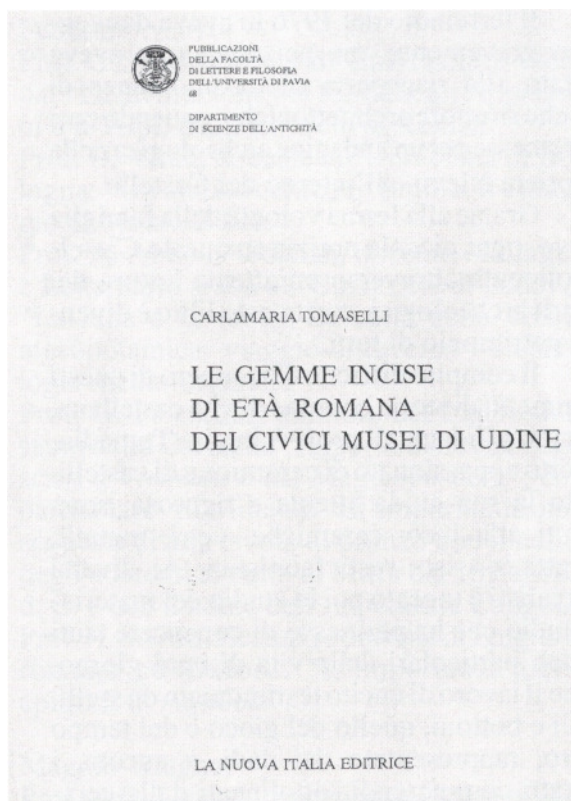 PUBBLICAZIONI
DELLA FACOLTÀ
DI LETTERE E FILOSOFIA
DELL'UNIVERSITÀ DI PAVIA
68
DIPARTIMENTO
DI SCIENZE DELL'ANTICHITÀ
CARLAMARIA TOMASELLI
LE GEMME INCISE
DI ETÀ ROMANA
DEI CIVICI MUSEI DI UDINE
LA NUOVA ITALIA EDITRICE